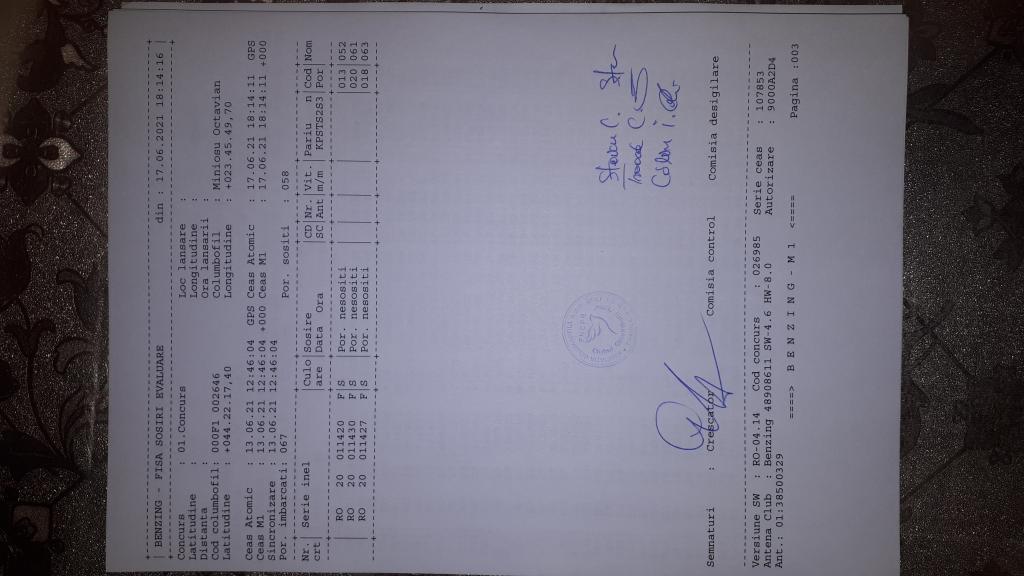 BENZING - FISA SOSIRI EVALUARE din : 17.06.2021 18:14:16
Concurs : 01.Concurs Loc lansare :
Latitudine : Longitudine :
Distanta : Ora lansarii :
Cod columbofil: 000F1 002646 Columbofil : Miniosu Octavian
Latitudine : +044.22.17,40 Longitudine : +023.45.49,70
Ceas Atomic : 13.06.21 12:46:04 GPS Ceas Atomic : 17.06.21 18:14:11 GPS
Ceas M1 : 13.06.21 12:46:04 +000 Ceas M1 : 17.06.21 18:14:11 +000
Sincronizare : 13.06.21 12:46:04
Por. imbarcati: 067 Por. sositi : 058
Nr. | Serie inel |Culo|Sosire |CD|Nr.|Vit.|Pariu n|Cod|Nom
crt | |are |Data Ora |SC|Ant|m/m | KPSTS2S3|Por|
RO 20 011420 F|S |Por. nesositi | | | | |013|052
RO 20 011430 F|S |Por. nesositi | | | | |020|061
RO 20 011427 F|S |Por. nesositi | | | | |018|063
Semnaturi : Crescator Comisia control Comisia desigilare
Versiune SW : RO-04.14 Cod concurs : 026985 Serie ceas : 107853
Antena Club : Benzing 48908611 SW-4.6 HW-8.0 Autorizare : 9000A2D4
Ant.: 01:38500329
====> B E N Z I N G - M 1 <==== Pagina :003